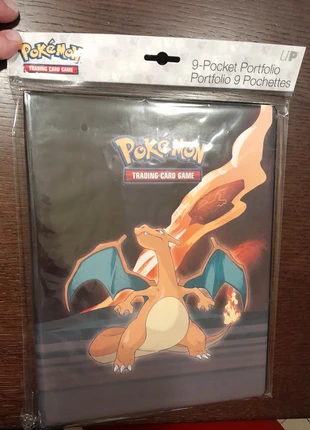 Pokémon
TRADING CARD GAME
UP
9-Pocket Portfolio
Portfolio 9 Pochettes
POKéMON
TRADING CARD GAME